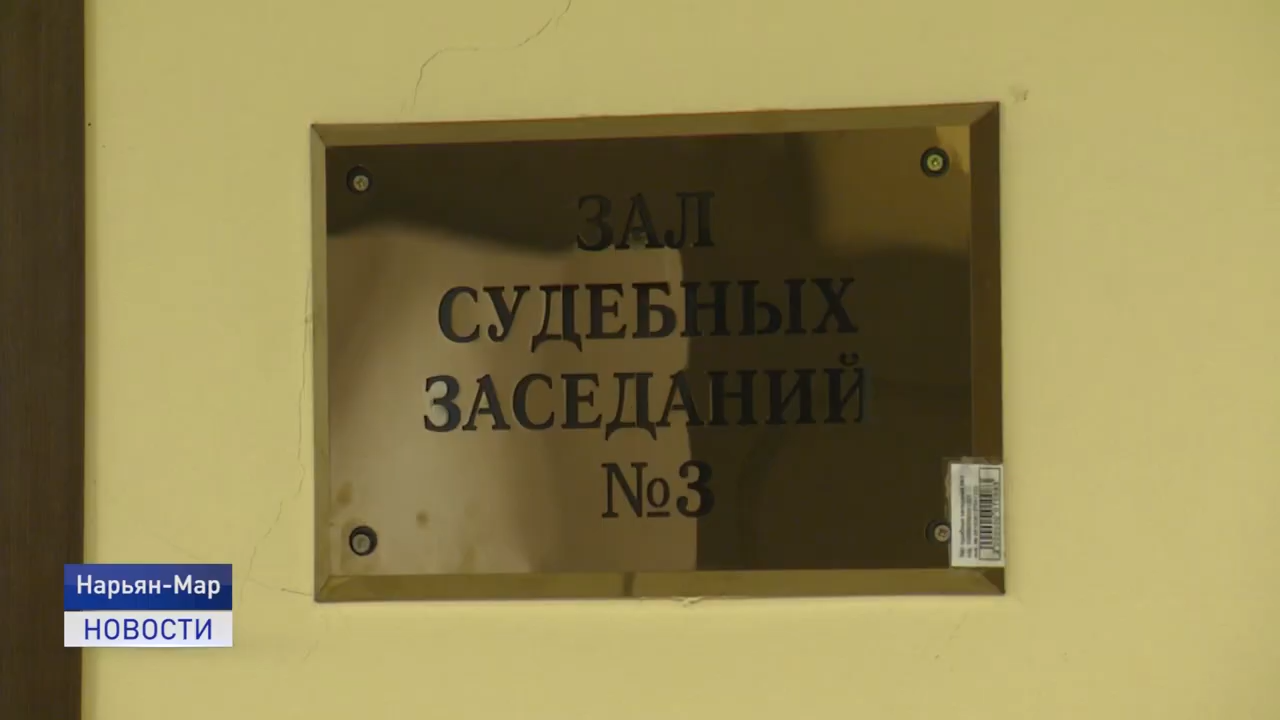 ЗАЛ
СУДЕБНЫХ
ЗАСЕДАНИЙ
№3
Нарьян-Мар
НОВОСТИ